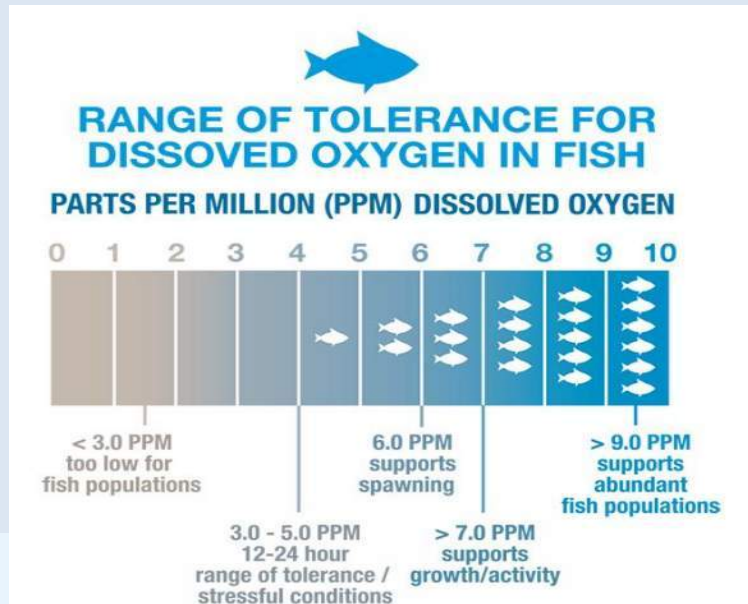 RANGE OF TOLERANCE FOR
DISSOVED OXYGEN IN FISH
PARTS PER MILLION (PPM) DISSOLVED OXYGEN
0 1 2 3 4 5 6 7 8 9 10
< 3.0 PPM
too low for
fish populations
3.0 - 5.0 PPM
12-24 hour
range of tolerance /
stressful conditions
6.0 PPM
supports
spawning
> 7.0 PPM
supports
growth/activity
> 9.0 PPM
supports
abundant
fish populations